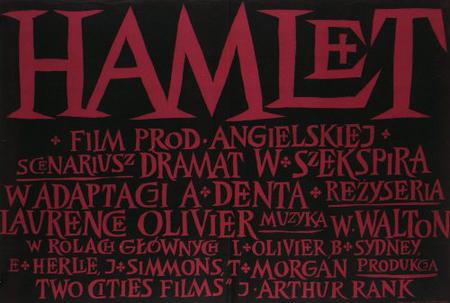 HAMLET
FILM PROD. ANGIELSKIEJ
SCENARIUSZ DRAMAT W. SZEKSPIRA
W ADAPTACJI A. DENTA. REŻYSERIA
LAURENCE OLIVIER MUZYKA W. WALTON
W ROLACH GŁÓWNYCH L. OLIVIER, B. SYDNEY,
E. HERLIE, J. SIMMONS, T. MORGAN PRODUKCJA
"TWO CITIES FILMS" J. ARTHUR RANK